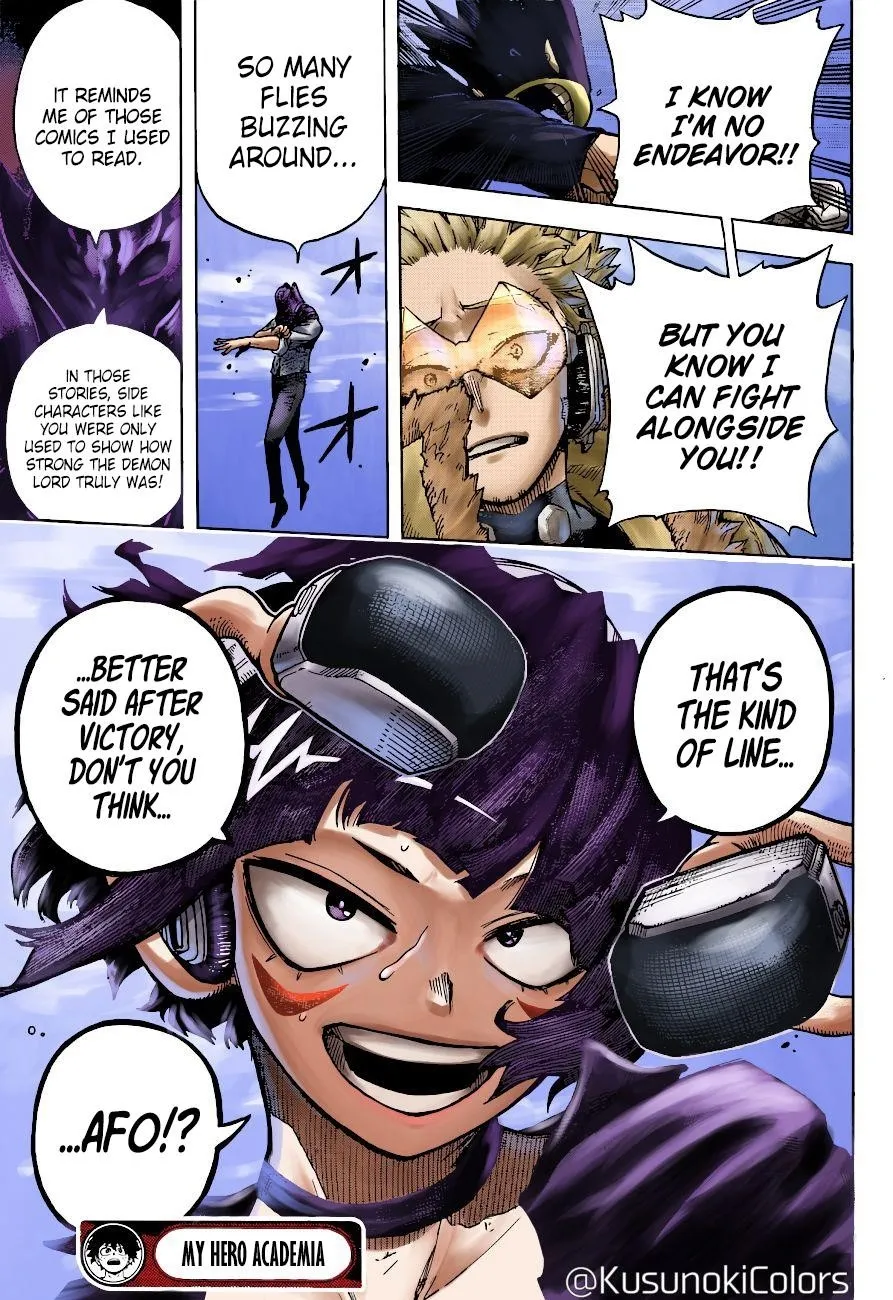 I KNOW
I'M NO
ENDEAVOR!!
BUT YOU
KNOW I
CAN FIGHT
ALONGSIDE
YOU!!
SO MANY
FLIES
BUZZING
AROUND...
IT REMINDS
ME OF THOSE
COMICS I USED
TO READ.
IN THOSE
STORIES, SIDE
CHARACTERS LIKE
YOU WERE ONLY
USED TO SHOW HOW
STRONG THE DEMON
LORD TRULY WAS!
THAT'S
THE KIND
OF LINE...
...BETTER
SAID AFTER
VICTORY,
DON'T YOU
THINK...
...AFO!?
MY HERO ACADEMIA
@KusunokiColors